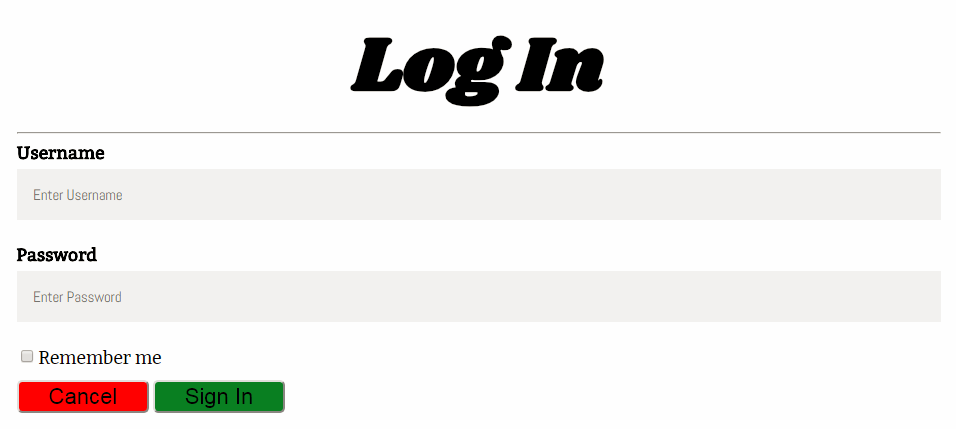 Log In
Username
Enter Username
Password
Enter Password
Remember me
Cancel Sign In